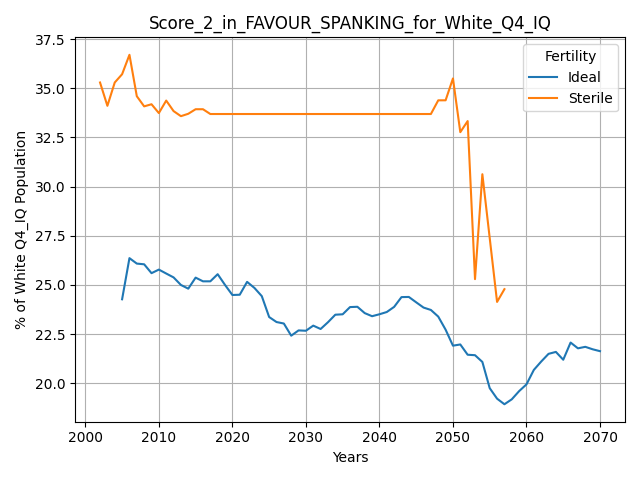 Score_2_in_FAVOUR_SPANKING_for_White_Q4_IQ
37.5
35.0
32.5
30.0
27.5
25.0
22.5
20.0
% of White Q4_IQ Population
Fertility
Ideal
Sterile
2000 2010 2020 2030 2040 2050 2060 2070
Years